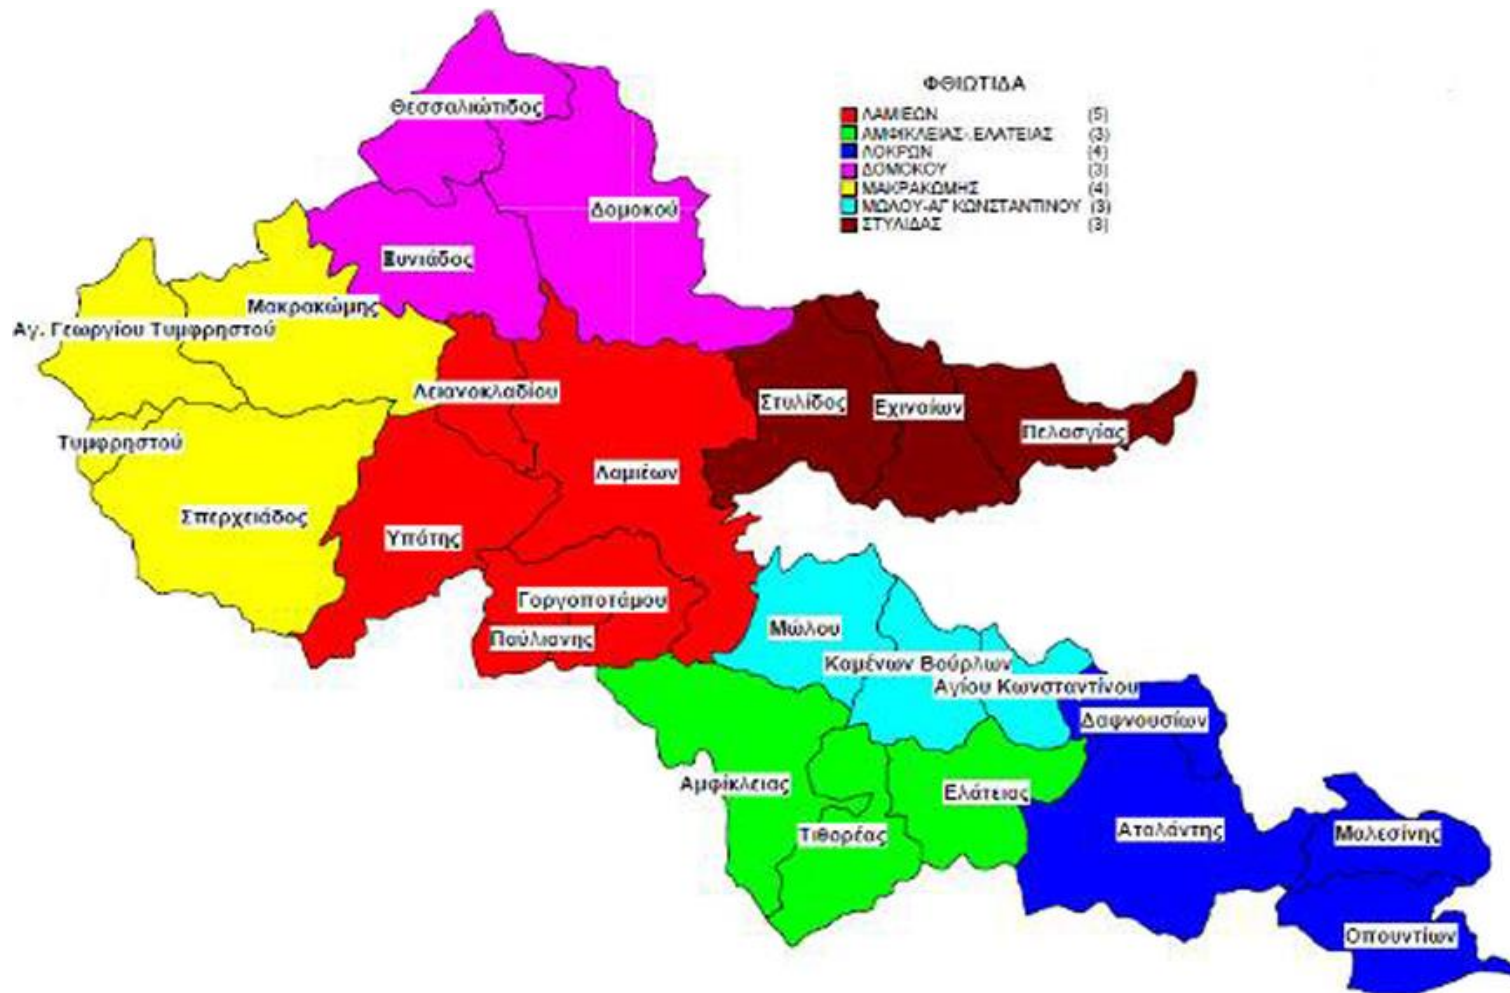 ΦΘΙΩΤΙΔΑ
ΛΑΜΙΕΩΝ (5)
ΑΜΦΙΚΛΕΙΑΣ-ΕΛΑΤΕΙΑΣ (3)
ΛΟΚΡΩΝ (4)
ΔΟΜΟΚΟΥ (3)
ΜΑΚΡΑΚΩΜΗΣ (4)
ΜΩΛΟΥ-ΑΓ ΚΩΝΣΤΑΝΤΙΝΟΥ (3)
ΣΤΥΛΙΔΑΣ (3)
Θεσσαλιώτιδος
Δομοκού
Ξυνιάδος
Μακρακώμης
Αγ. Γεωργίου Τυμφρηστού
Λειανοκλαδίου
Στυλίδος
Εχιναίων
Πελασγίας
Τυμφρηστού
Λαμιέων
Σπερχειάδος
Υπάτης
Γοργοποτάμου
Παύλιανης
Μώλου
Καμένων Βούρλων
Αγίου Κωνσταντίνου
Δαφνουσίων
Αμφίκλειας
Ελάτειας
Τιθορέας
Αταλάντης
Μαλεσίνης
Οπουντίων